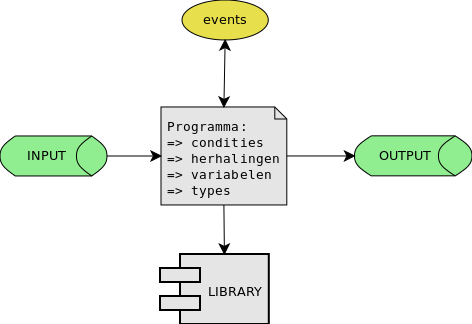 events
Programma:
=> condities
=> herhalingen
=> variabelen
=> types
INPUT
OUTPUT
LIBRARY